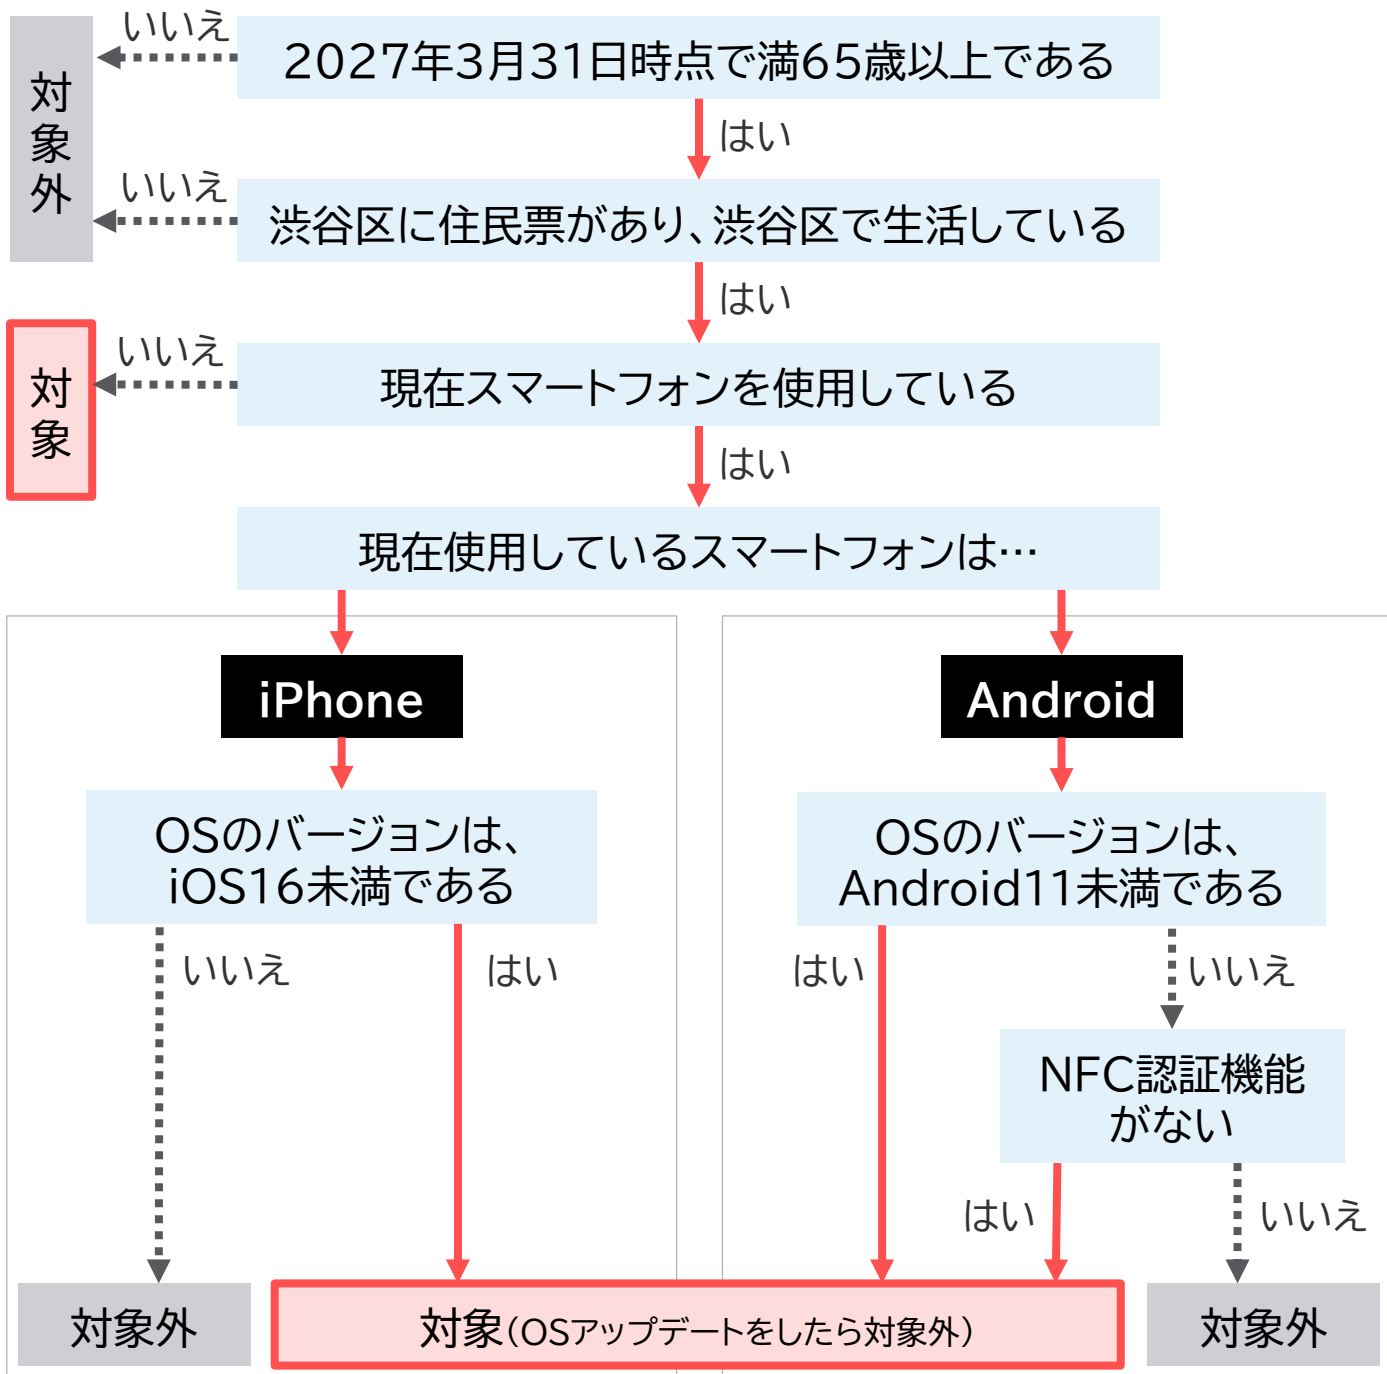 いいえ
2027年3月31日時点で満65歳以上である
対象外
はい
いいえ
渋谷区に住民票があり、渋谷区で生活している
はい
対象
いいえ
現在スマートフォンを使用している
はい
現在使用しているスマートフォンは…
iPhone
OSのバージョンは、
iOS16未満である
いいえ
はい
対象外
Android
OSのバージョンは、
Android11未満である
はい
いいえ
NFC認証機能
がない
はい
いいえ
対象(OSアップデートをしたら対象外)
対象外